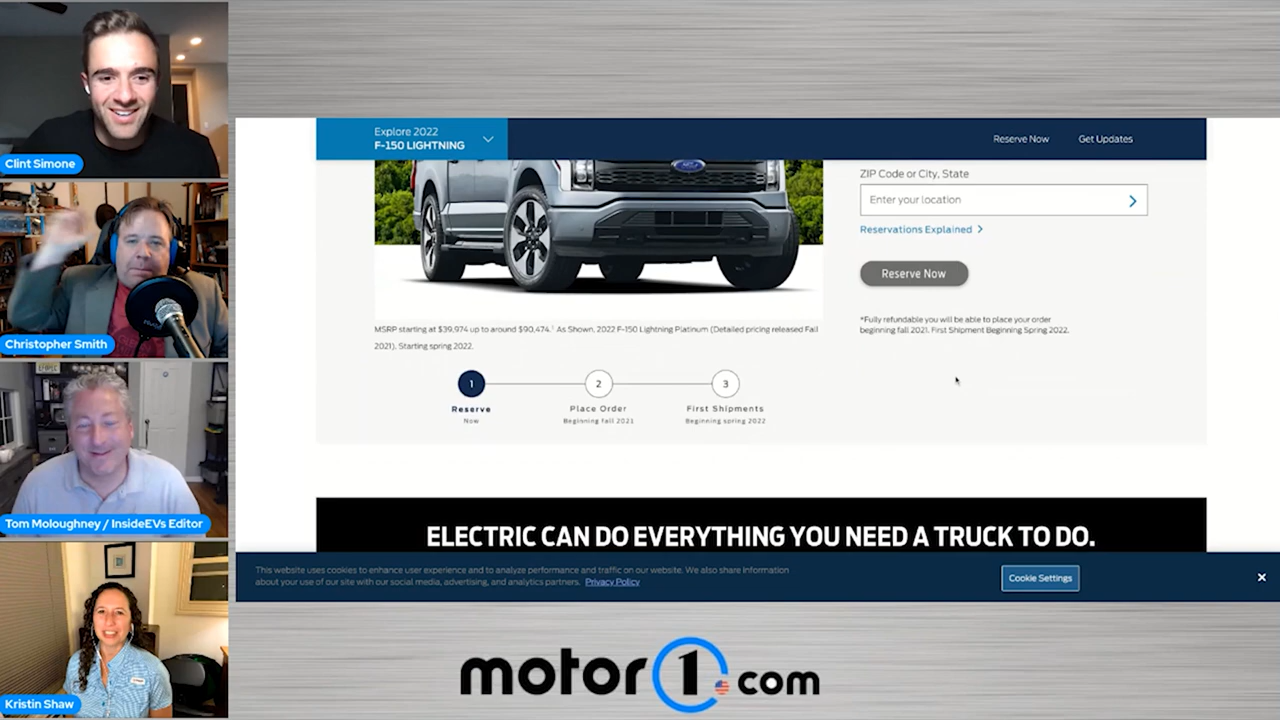 Clint Simone
Christopher Smith
Tom Moloughney / InsideEVs Editor
Kristin Shaw
Explore 2022
F-150 LIGHTNING
Reserve Now
Get Updates
ZIP Code or City, State
Enter your location
Reservations Explained
Reserve Now
MSRP starting at $39,974 up to around $90,474.¹ As Shown, 2022 F-150 Lightning Platinum (Detailed pricing released Fall
2021). Starting spring 2022.
*Fully refundable you will be able to place your order
beginning fall 2021. First Shipment Beginning Spring 2022.
1
2
3
Reserve
Place Order
First Shipments
Now
Beginning fall 2021
Beginning spring 2022
ELECTRIC CAN DO EVERYTHING YOU NEED A TRUCK TO DO.
This website uses cookies to enhance user experience and to analyze performance and traffic on our website. We also share information
about your use of our site with our social media, advertising, and analytics partners. Privacy Policy
Cookie Settings
motor1.com